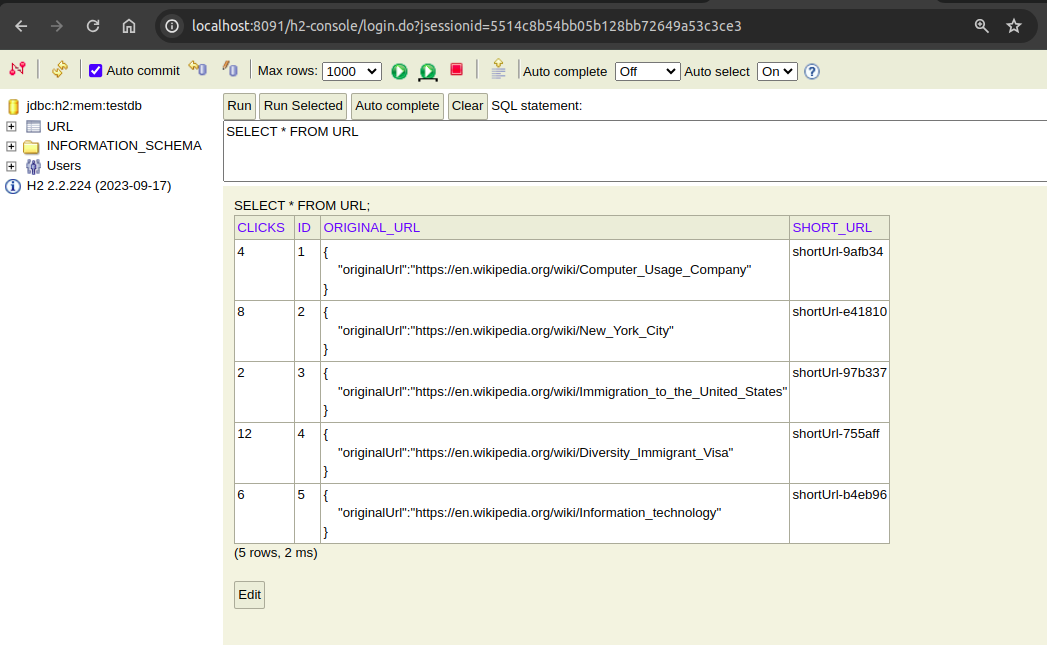 localhost:8091/h2-console/login.do?jsessionid=5514c8b54bb05b128bb72649a53c3ce3
Auto commit Max rows: 1000 Auto complete Off Auto select On ?
jdbc:h2:mem:testdb
URL
INFORMATION_SCHEMA
Users
H2 2.2.224 (2023-09-17)
Run Run Selected Auto complete Clear SQL statement:
SELECT * FROM URL
SELECT * FROM URL;
CLICKS ID ORIGINAL_URL SHORT_URL
4 1 { shortUrl-9afb34
"originalUrl":"https://en.wikipedia.org/wiki/Computer_Usage_Company"
}
8 2 { shortUrl-e41810
"originalUrl":"https://en.wikipedia.org/wiki/New_York_City"
}
2 3 { shortUrl-97b337
"originalUrl":"https://en.wikipedia.org/wiki/Immigration_to_the_United_States"
}
12 4 { shortUrl-755aff
"originalUrl":"https://en.wikipedia.org/wiki/Diversity_Immigrant_Visa"
}
6 5 { shortUrl-b4eb96
"originalUrl":"https://en.wikipedia.org/wiki/Information_technology"
}
(5 rows, 2 ms)
Edit